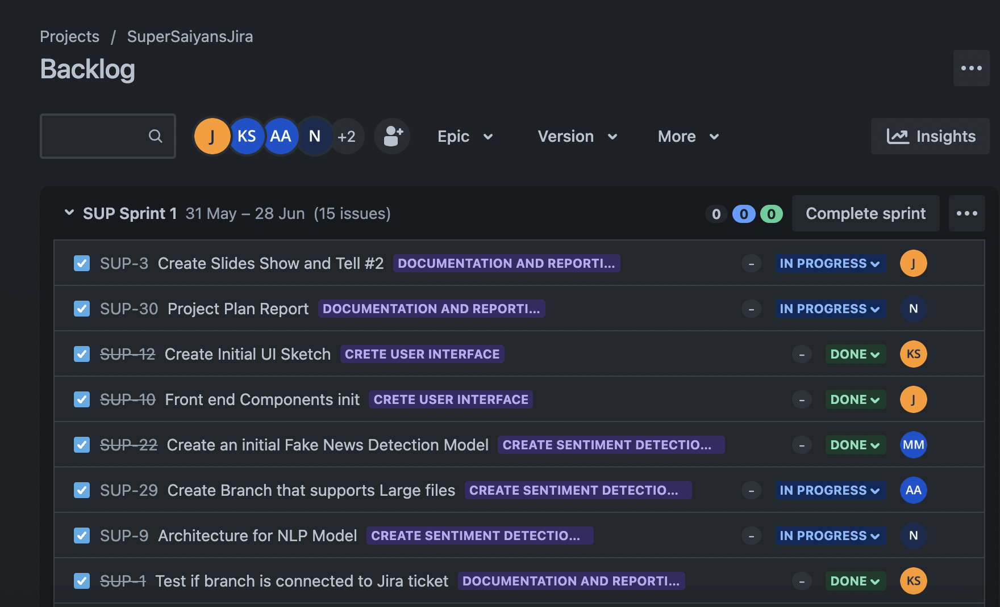 Projects / SuperSaiyansJira
Backlog
J KS AA N +2 Epic Version More Insights
SUP Sprint 1 31 May – 28 Jun (15 issues) 0 0 0 Complete sprint
SUP-3 Create Slides Show and Tell #2 DOCUMENTATION AND REPORTI... - IN PROGRESS J
SUP-30 Project Plan Report DOCUMENTATION AND REPORTI... - IN PROGRESS N
SUP-12 Create Initial UI Sketch CRETE USER INTERFACE - DONE KS
SUP-10 Front end Components init CRETE USER INTERFACE - DONE J
SUP-22 Create an initial Fake News Detection Model CREATE SENTIMENT DETECTIO... - DONE MM
SUP-29 Create Branch that supports Large files CREATE SENTIMENT DETECTIO... - IN PROGRESS AA
SUP-9 Architecture for NLP Model CREATE SENTIMENT DETECTIO... - IN PROGRESS N
SUP-1 Test if branch is connected to Jira ticket DOCUMENTATION AND REPORTI... - DONE KS